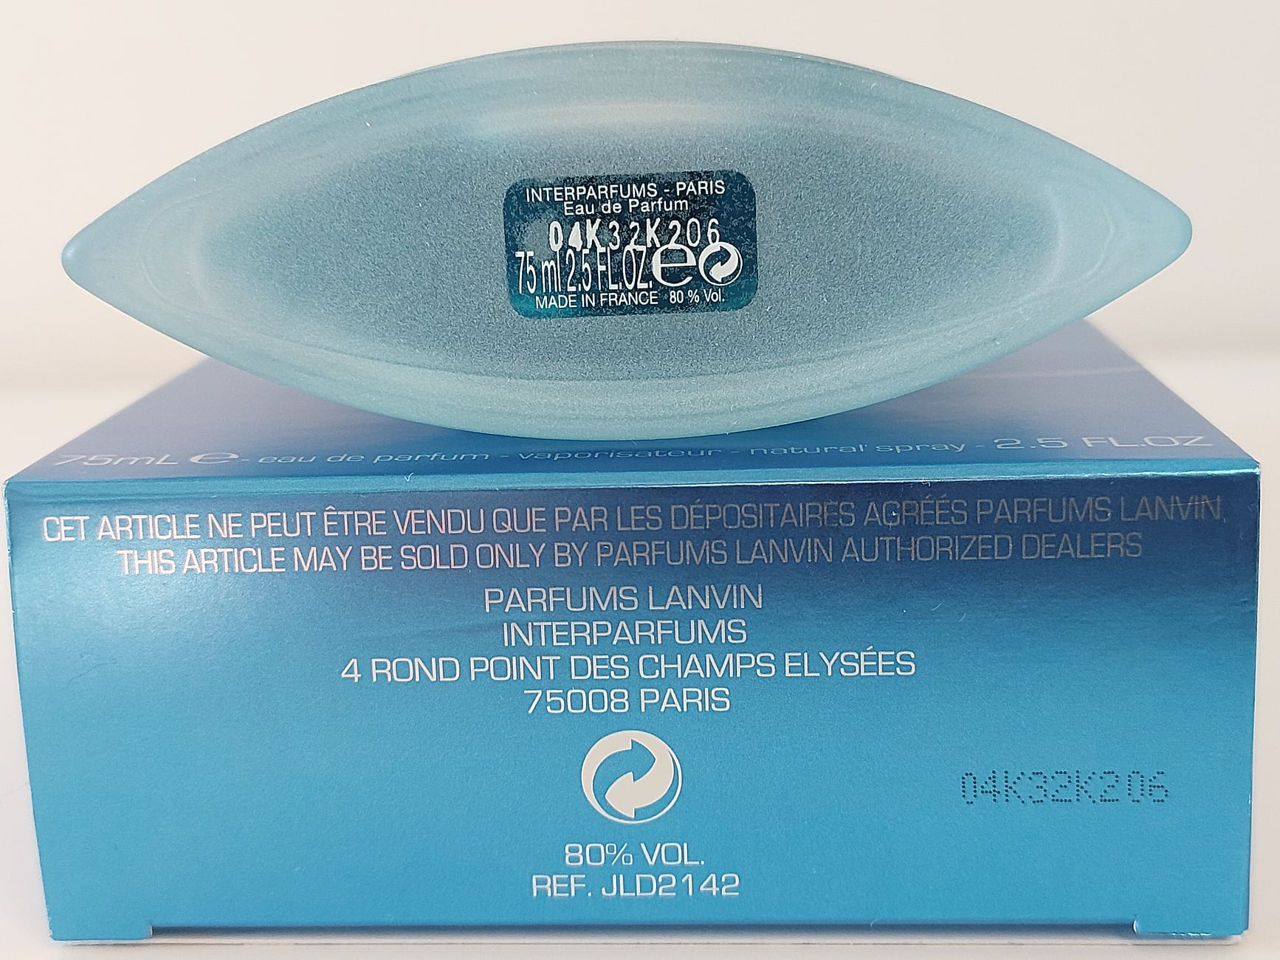 INTERPARFUMS - PARIS
Eau de Parfum
04K32K206
75 ml 2.5 FL.OZ. e
MADE IN FRANCE 80 % Vol.
75mL e - eau de parfum - vaporisateur - natural spray - 2.5 FL.OZ
CET ARTICLE NE PEUT ÊTRE VENDU QUE PAR LES DÉPOSITAIRES AGRÉÉS PARFUMS LANVIN,
THIS ARTICLE MAY BE SOLD ONLY BY PARFUMS LANVIN AUTHORIZED DEALERS
PARFUMS LANVIN
INTERPARFUMS
4 ROND POINT DES CHAMPS ELYSÉES
75008 PARIS
04K32K206
80% VOL.
REF. JLD2142